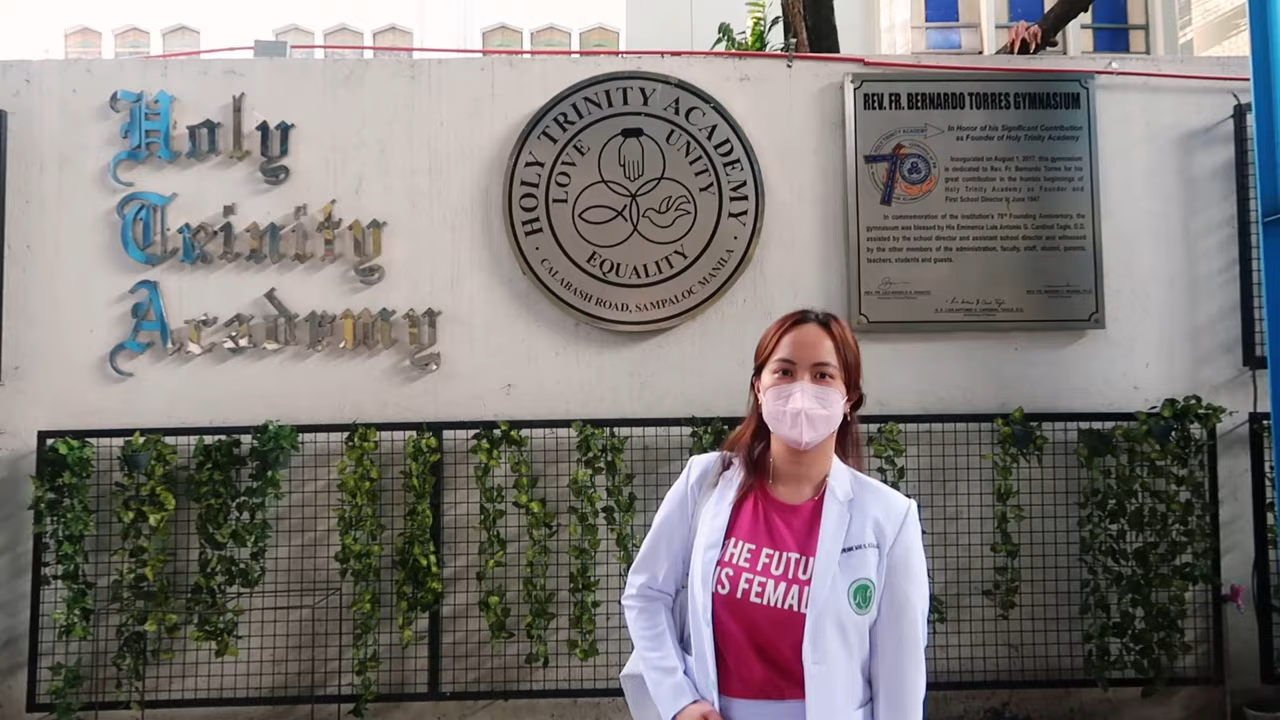 Holy
Trinity
Academy
HOLY TRINITY ACADEMY
LOVE
UNITY
EQUALITY
· CALABASH ROAD, SAMPALOC MANILA ·
REV. FR. BERNARDO TORRES GYMNASIUM
HOLY TRINITY ACADEMY
70
In Honor of his Significant Contribution
as Founder of Holy Trinity Academy
Inaugurated on August 1, 2017, this gymnasium
is dedicated to Rev. Fr. Bernardo Torres for his
great contribution in the humble beginnings of
Holy Trinity Academy as Founder and
First School Director in June 1947
In commemoration of the institution's 70th Founding Anniversary, the
gymnasium was blessed by His Eminence Luis Antonio G. Cardinal Tagle, D.D.
assisted by the school director and assistant school director and witnessed
by the other members of the administration, faculty, staff, alumni, parents,
teachers, students and guests.
THE FUTU
IS FEMAL